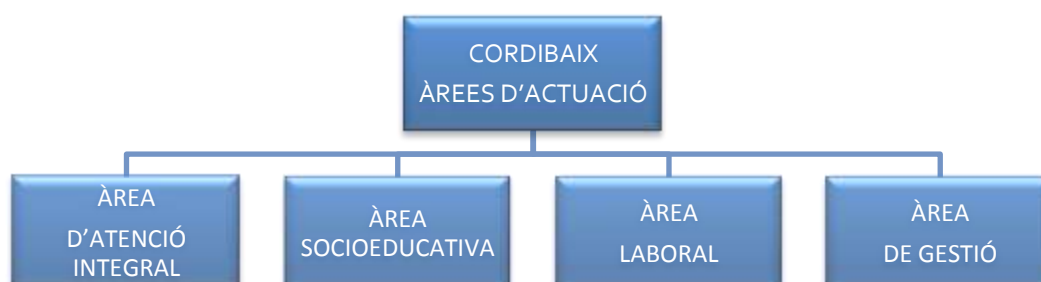 CORDIBAIX
ÀREES D’ACTUACIÓ
ÀREA
D’ATENCIÓ
INTEGRAL
ÀREA
SOCIOEDUCATIVA
ÀREA
LABORAL
ÀREA
DE GESTIÓ